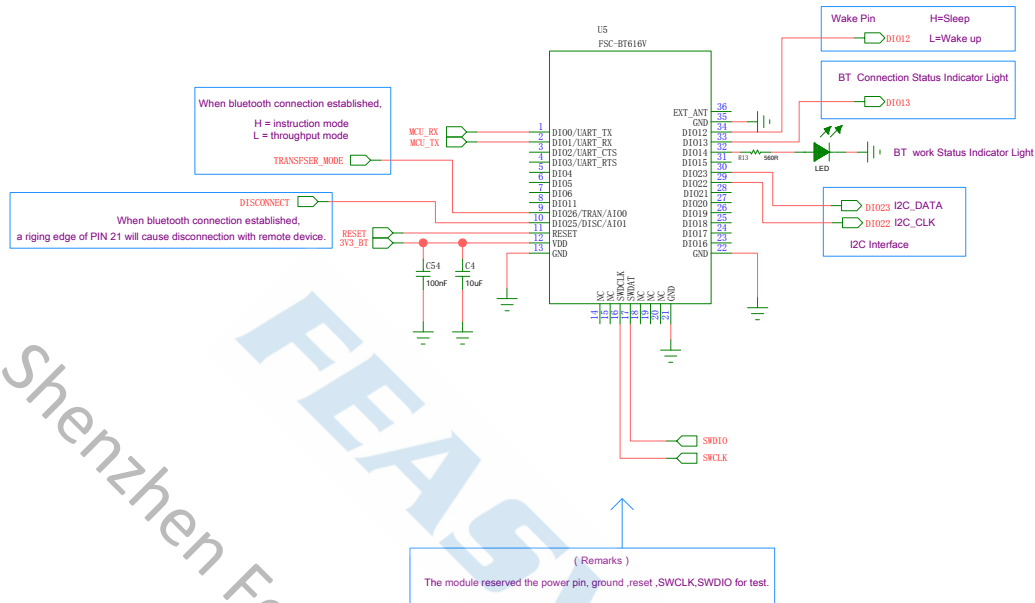 Wake Pin H=Sleep
DIO12 L=Wake up
U5
FSC-BT616V
BT Connection Status Indicator Light
DIO13
When bluetooth connection established,
H = instruction mode
L = throughput mode
MCU_RX
MCU_TX
TRANSFSER_MODE
DISCONNECT
When bluetooth connection established,
a riging edge of PIN 21 will cause disconnection with remote device.
RESET
3V3_BT
1 DIO0/UART_TX
2 DIO1/UART_RX
3 DIO2/UART_CTS
4 DIO3/UART_RTS
5 DIO4
6 DIO5
7 DIO6
8 DIO11
9 DIO26/TRAN/AIO0
10 DIO25/DISC/AIO1
11 RESET
12 VDD
13 GND
EXT_ANT 36
GND 35
DIO12 34
DIO13 33
DIO14 32
DIO15 31
DIO23 30
DIO22 29
DIO21 28
DIO20 27
DIO19 26
DIO18 25
DIO17 24
DIO16 23
GND 22
NC 14
NC 15
SWDCLK 16
SWDAT 17
NC 18
NC 19
NC 20
GND 21
R13 560R
LED
BT work Status Indicator Light
DIO23 I2C_DATA
DIO22 I2C_CLK
I2C Interface
C54
100nF
C4
10uF
SWDIO
SWCLK
( Remarks )
The module reserved the power pin, ground ,reset ,SWCLK,SWDIO for test.
Shenzhen
FEAS